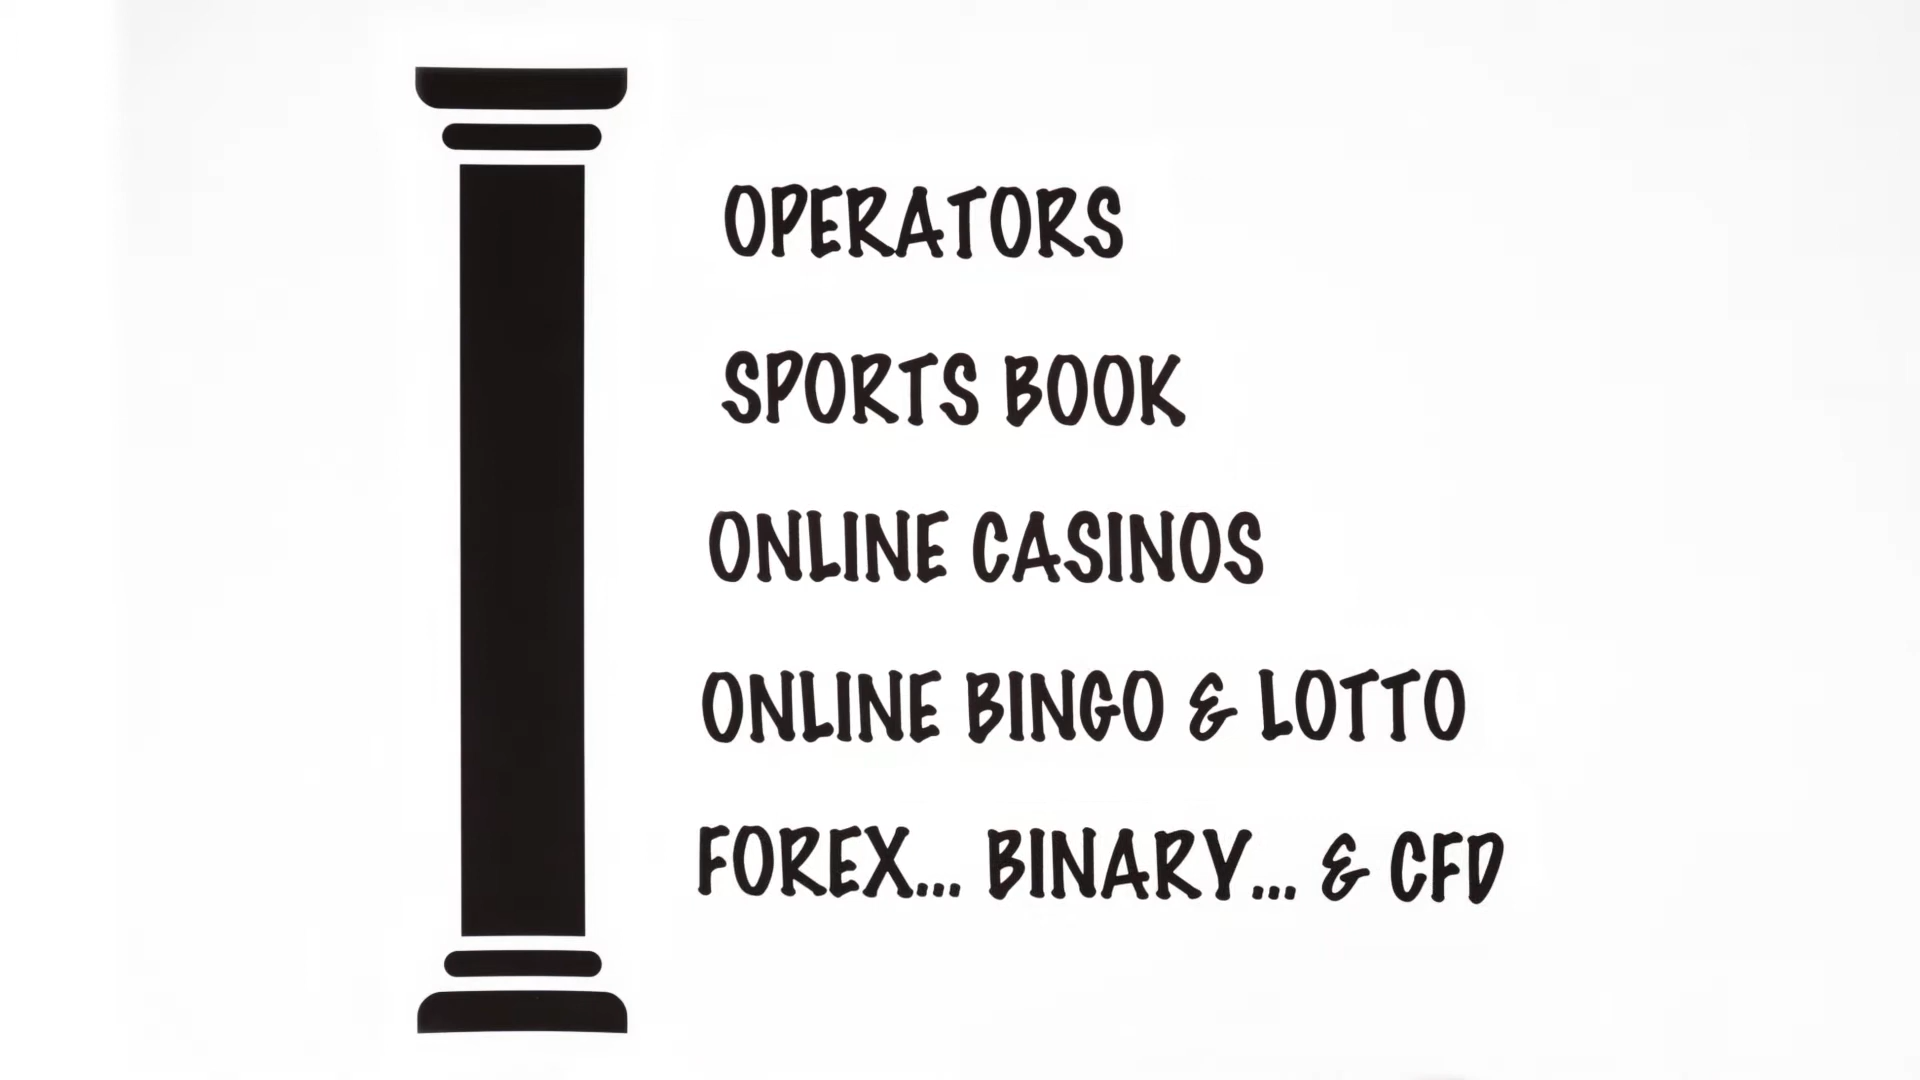 OPERATORS
SPORTS BOOK
ONLINE CASINOS
ONLINE BINGO & LOTTO
FOREX... BINARY... & CFD